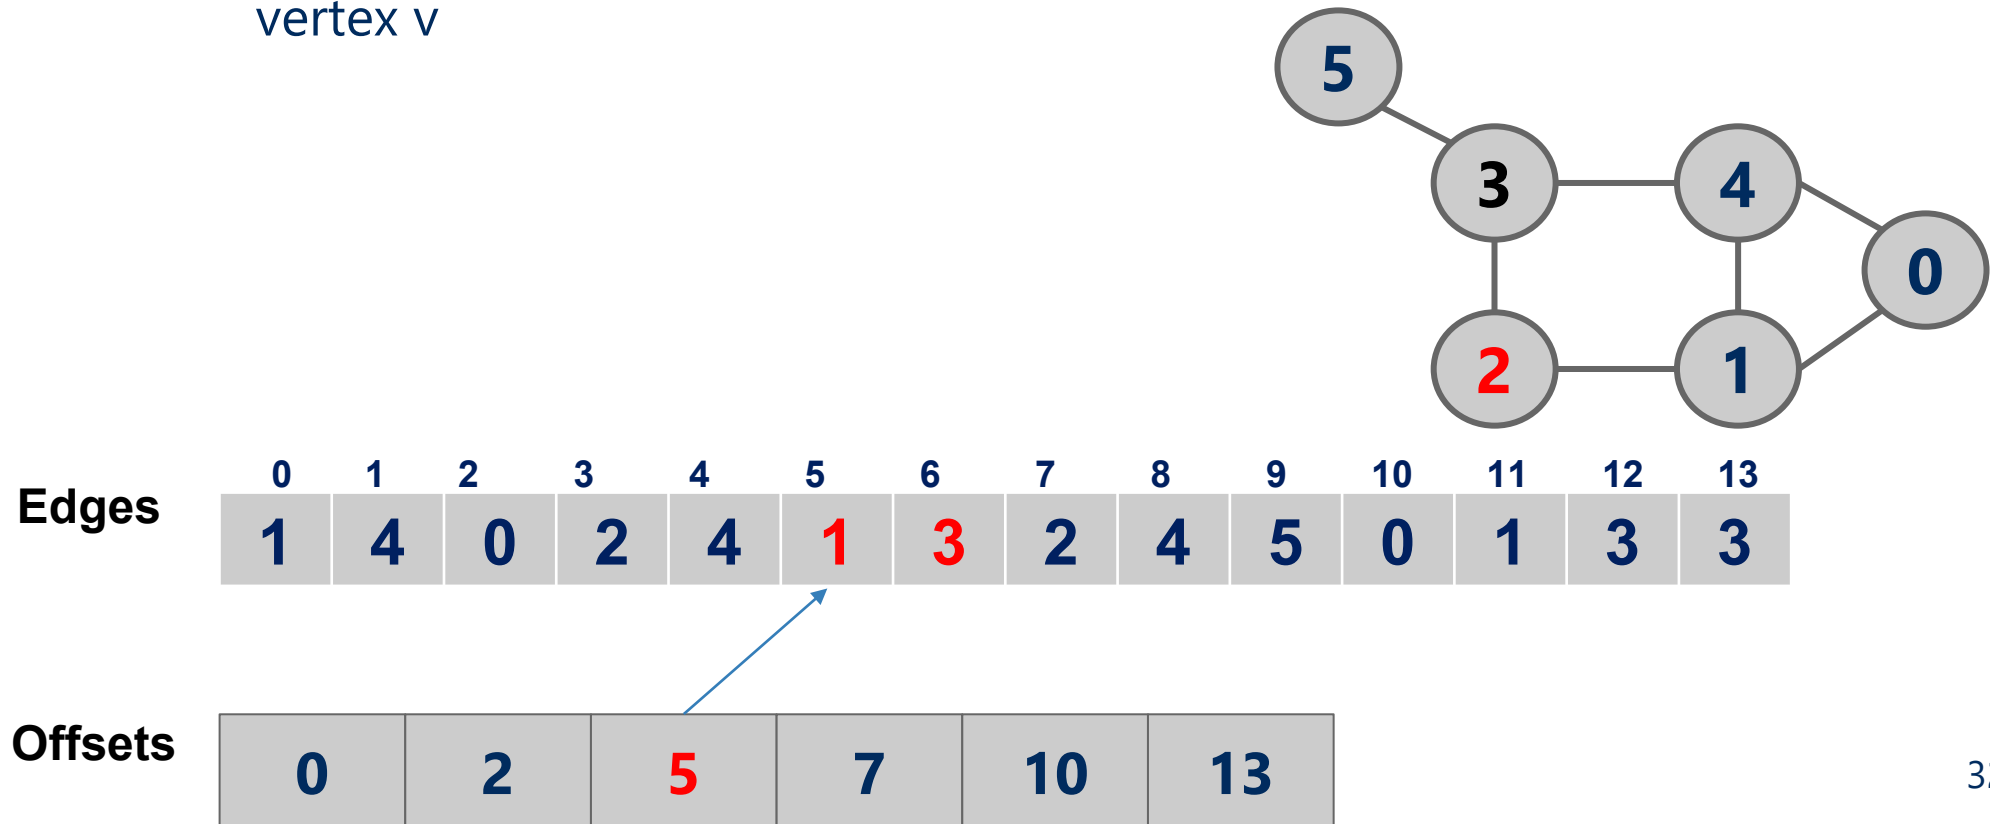 vertex v
5
3 4
0
2 1
0 1 2 3 4 5 6 7 8 9 10 11 12 13
Edges 1 4 0 2 4 1 3 2 4 5 0 1 3 3
Offsets 0 2 5 7 10 13